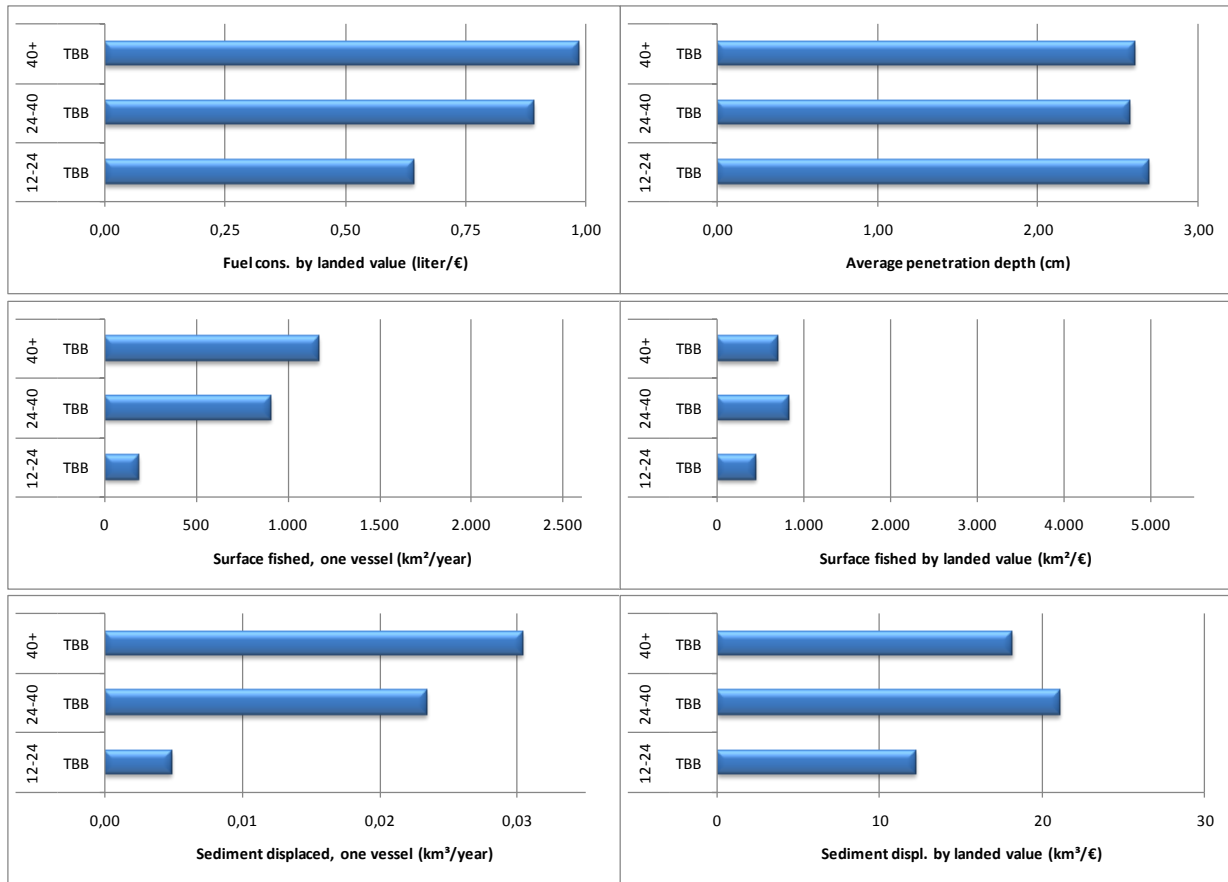 40+ TBB
24-40 TBB
12-24 TBB
0,00 0,25 0,50 0,75 1,00
Fuel cons. by landed value (liter/€)
40+ TBB
24-40 TBB
12-24 TBB
0,00 1,00 2,00 3,00
Average penetration depth (cm)
40+ TBB
24-40 TBB
12-24 TBB
0 500 1.000 1.500 2.000 2.500
Surface fished, one vessel (km²/year)
40+ TBB
24-40 TBB
12-24 TBB
0 1.000 2.000 3.000 4.000 5.000
Surface fished by landed value (km²/€)
40+ TBB
24-40 TBB
12-24 TBB
0,00 0,01 0,02 0,03
Sediment displaced, one vessel (km³/year)
40+ TBB
24-40 TBB
12-24 TBB
0 10 20 30
Sediment displ. by landed value (km³/€)